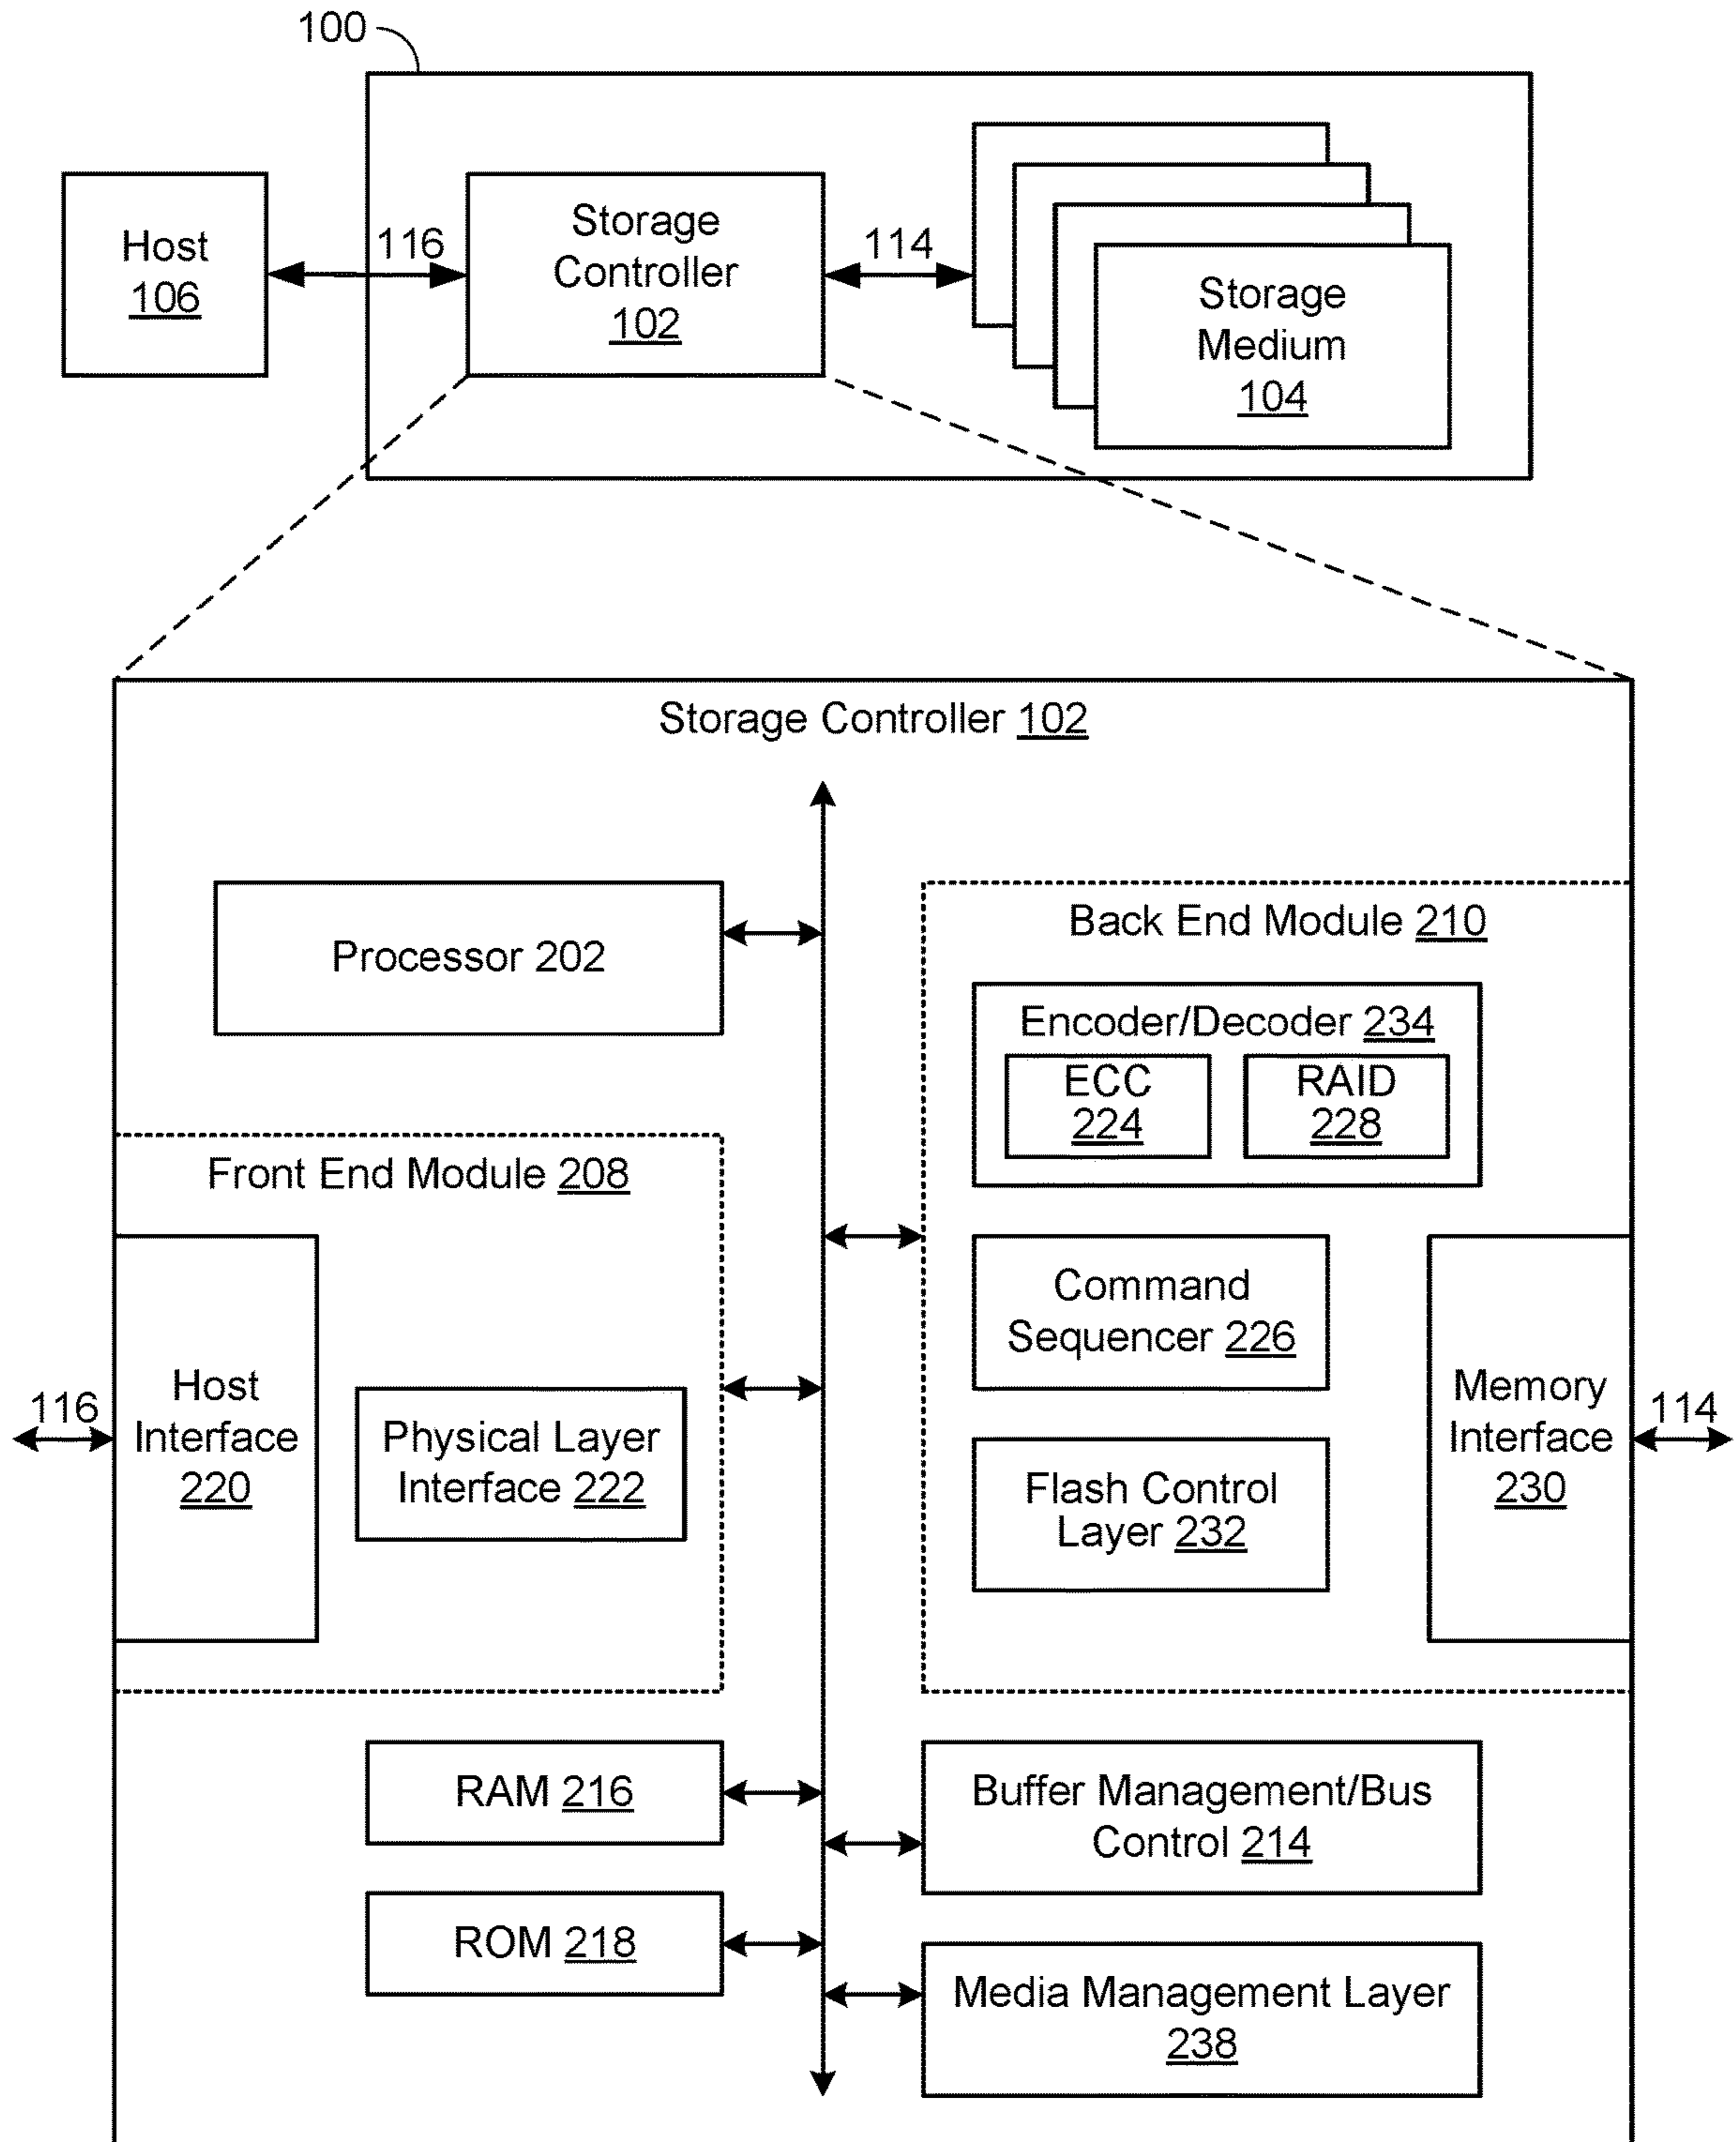 100
Host
106
116
Storage
Controller
102
114
Storage
Medium
104
Storage Controller 102
Processor 202
Back End Module 210
Encoder/Decoder 234
ECC
224
RAID
228
Front End Module 208
Command
Sequencer 226
116
Host
Interface
220
Physical Layer
Interface 222
Flash Control
Layer 232
Memory
Interface
230
114
RAM 216
Buffer Management/Bus
Control 214
ROM 218
Media Management Layer
238